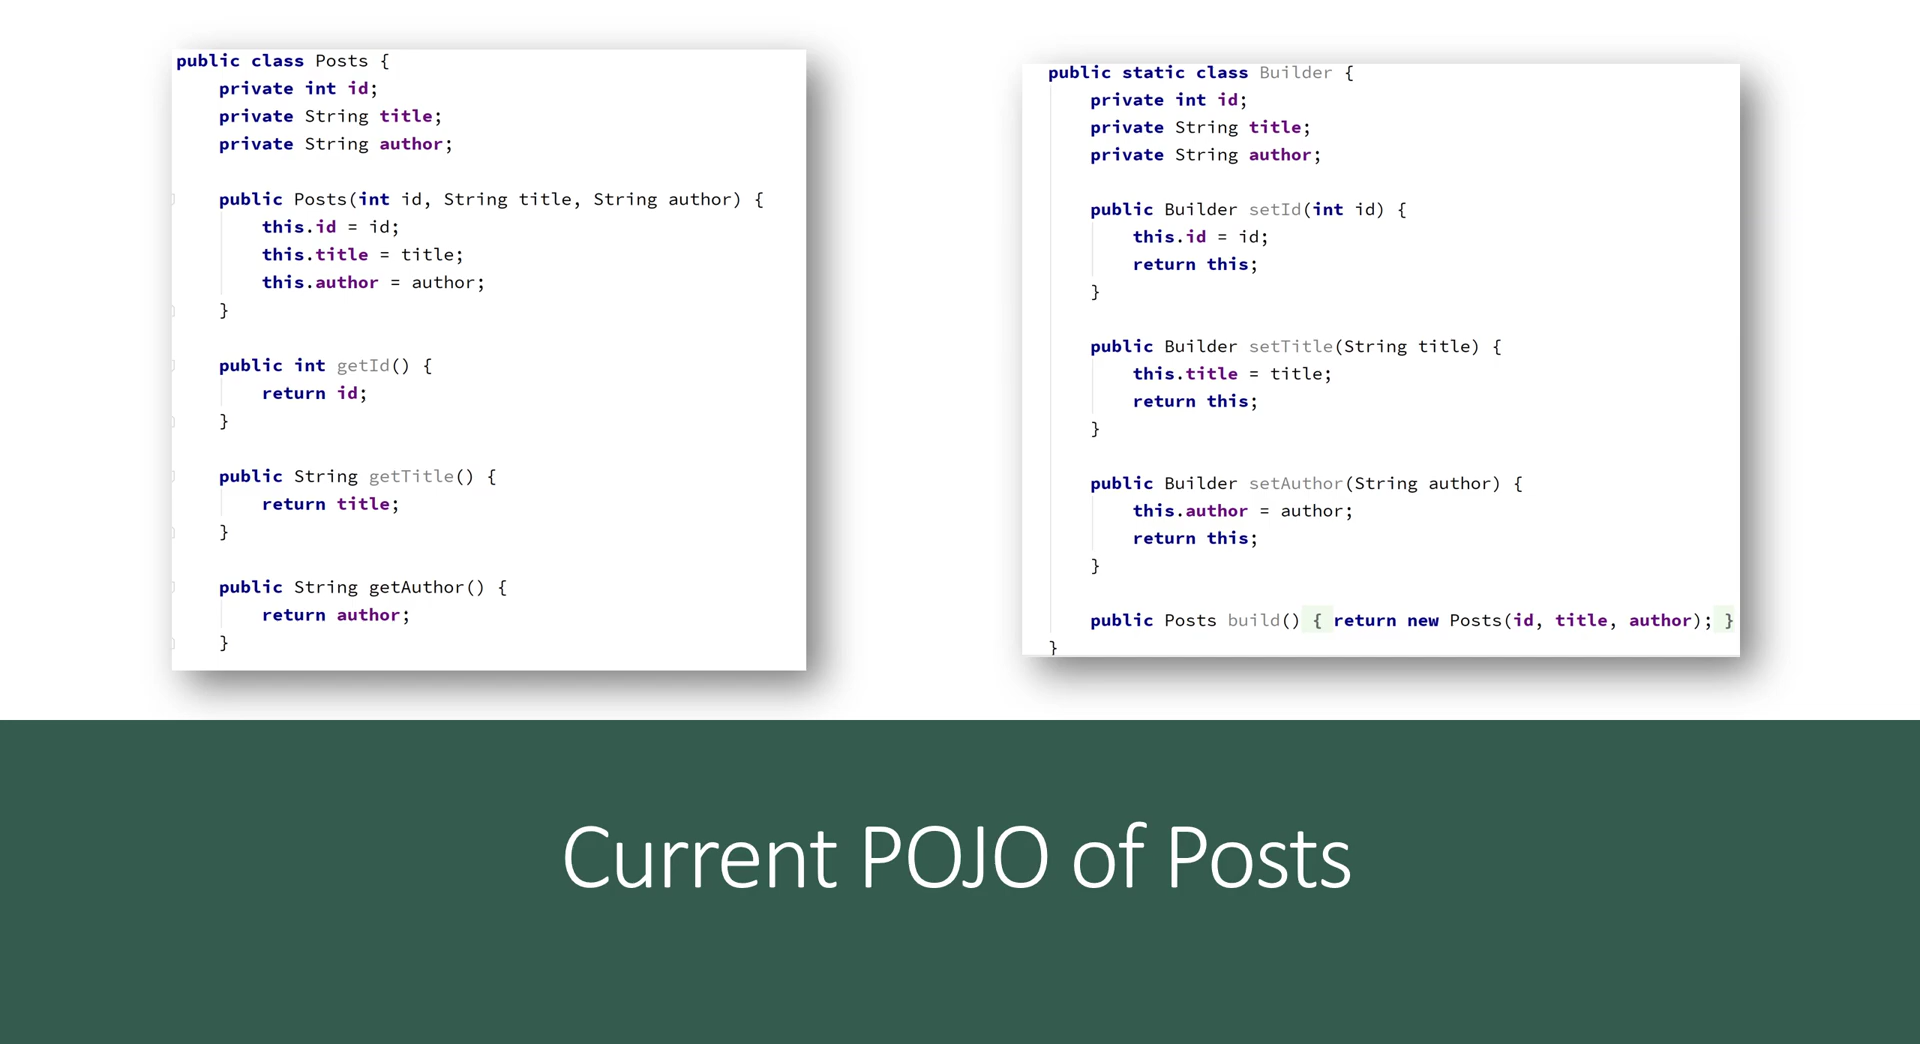 public class Posts {
private int id;
private String title;
private String author;
public Posts(int id, String title, String author) {
this.id = id;
this.title = title;
this.author = author;
}
public int getId() {
return id;
}
public String getTitle() {
return title;
}
public String getAuthor() {
return author;
}
public static class Builder {
private int id;
private String title;
private String author;
public Builder setId(int id) {
this.id = id;
return this;
}
public Builder setTitle(String title) {
this.title = title;
return this;
}
public Builder setAuthor(String author) {
this.author = author;
return this;
}
public Posts build() { return new Posts(id, title, author); }
}
Current POJO of Posts